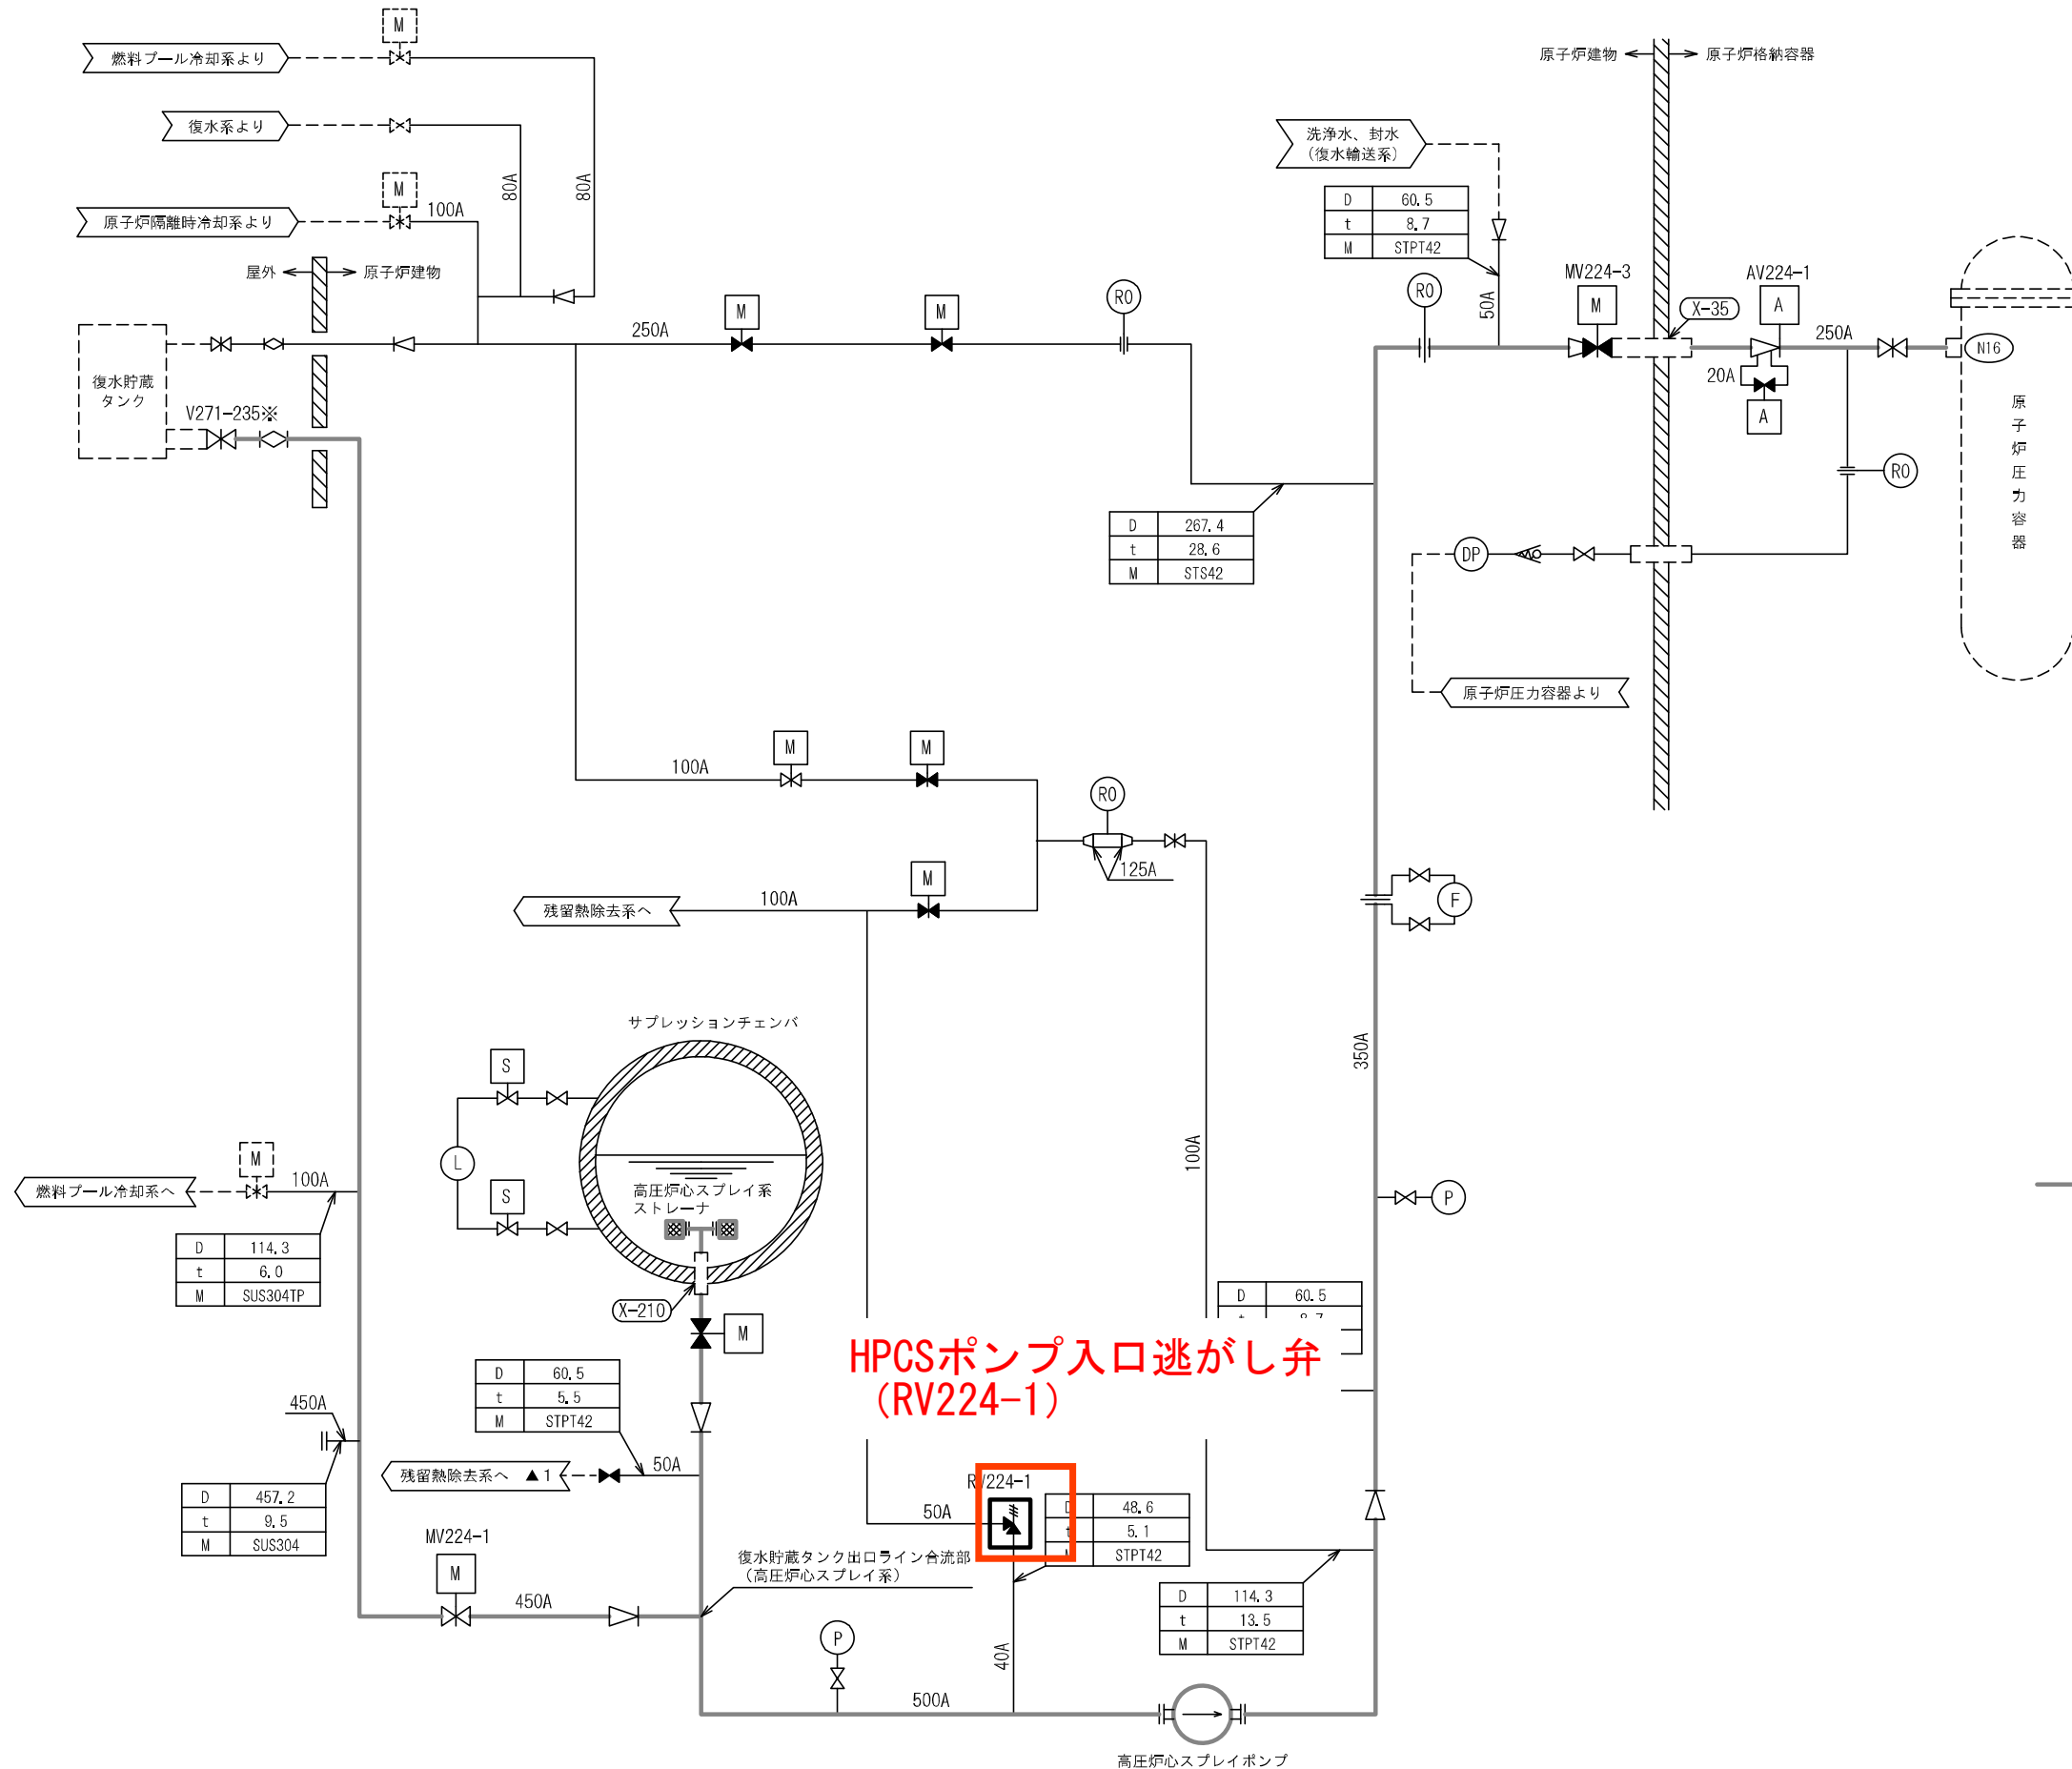 M
燃料プール冷却系より
復水系より
80A
80A
M
100A
原子炉隔離時冷却系より
屋外
原子炉建物
復水貯蔵
タンク
V271-235※
250A
M
M
RO
原子炉建物
原子炉格納容器
洗浄水、封水
(復水輸送系)
D 60.5
t 8.7
M STPT42
50A
RO
MV224-3
M
X-35
AV224-1
A
250A
20A
A
N16
原子炉圧力容器
RO
D 267.4
t 28.6
M STS42
DP
原子炉圧力容器より
100A
M
M
RO
125A
M
100A
残留熱除去系へ
F
350A
サプレッションチェンバ
S
L
S
高圧炉心スプレイ系
ストレーナ
100A
P
M
100A
燃料プール冷却系へ
D 114.3
t 6.0
M SUS304TP
X-210
M
D 60.5
HPCSポンプ入口逃がし弁
(RV224-1)
D 60.5
t 5.5
M STPT42
450A
残留熱除去系へ ▲1
50A
D 457.2
t 9.5
M SUS304
RV224-1
50A
D 48.6
t 5.1
STPT42
MV224-1
M
450A
復水貯蔵タンク出口ライン合流部
(高圧炉心スプレイ系)
D 114.3
t 13.5
M STPT42
P
40A
500A
高圧炉心スプレイポンプ